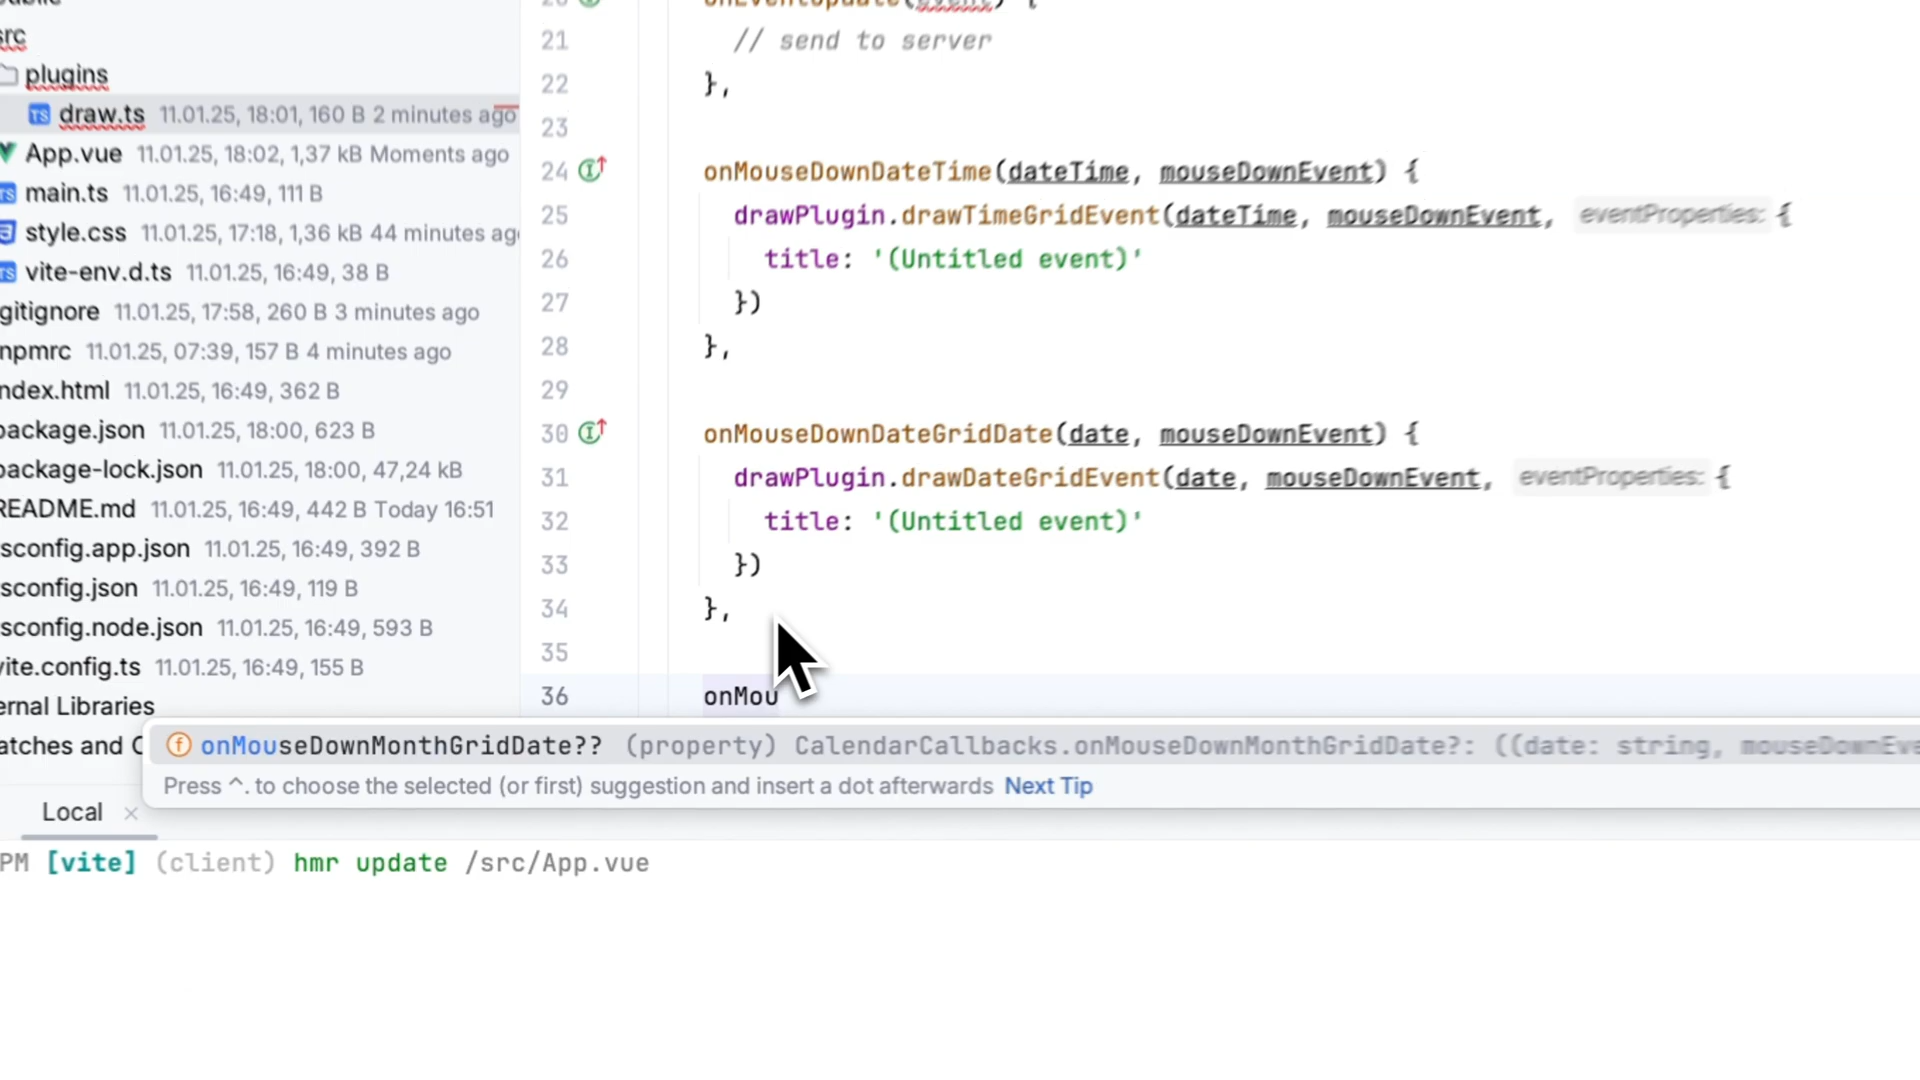 src
plugins
draw.ts 11.01.25, 18:01, 160 B 2 minutes ago
App.vue 11.01.25, 18:02, 1,37 kB Moments ago
main.ts 11.01.25, 16:49, 111 B
style.css 11.01.25, 17:18, 1,36 kB 44 minutes ag
vite-env.d.ts 11.01.25, 16:49, 38 B
gitignore 11.01.25, 17:58, 260 B 3 minutes ago
npmrc 11.01.25, 07:39, 157 B 4 minutes ago
ndex.html 11.01.25, 16:49, 362 B
package.json 11.01.25, 18:00, 623 B
package-lock.json 11.01.25, 18:00, 47,24 kB
README.md 11.01.25, 16:49, 442 B Today 16:51
sconfig.app.json 11.01.25, 16:49, 392 B
sconfig.json 11.01.25, 16:49, 119 B
sconfig.node.json 11.01.25, 16:49, 593 B
vite.config.ts 11.01.25, 16:49, 155 B
ernal Libraries
atches and C
21 // send to server
22 },
23
24 onMouseDownDateTime(dateTime, mouseDownEvent) {
25 drawPlugin.drawTimeGridEvent(dateTime, mouseDownEvent, eventProperties: {
26 title: '(Untitled event)'
27 })
28 },
29
30 onMouseDownDateGridDate(date, mouseDownEvent) {
31 drawPlugin.drawDateGridEvent(date, mouseDownEvent, eventProperties: {
32 title: '(Untitled event)'
33 })
34 },
35
36 onMou
onMouseDownMonthGridDate?? (property) CalendarCallbacks.onMouseDownMonthGridDate?: ((date: string, mouseDownEve
Press ^. to choose the selected (or first) suggestion and insert a dot afterwards Next Tip
Local ×
PM [vite] (client) hmr update /src/App.vue